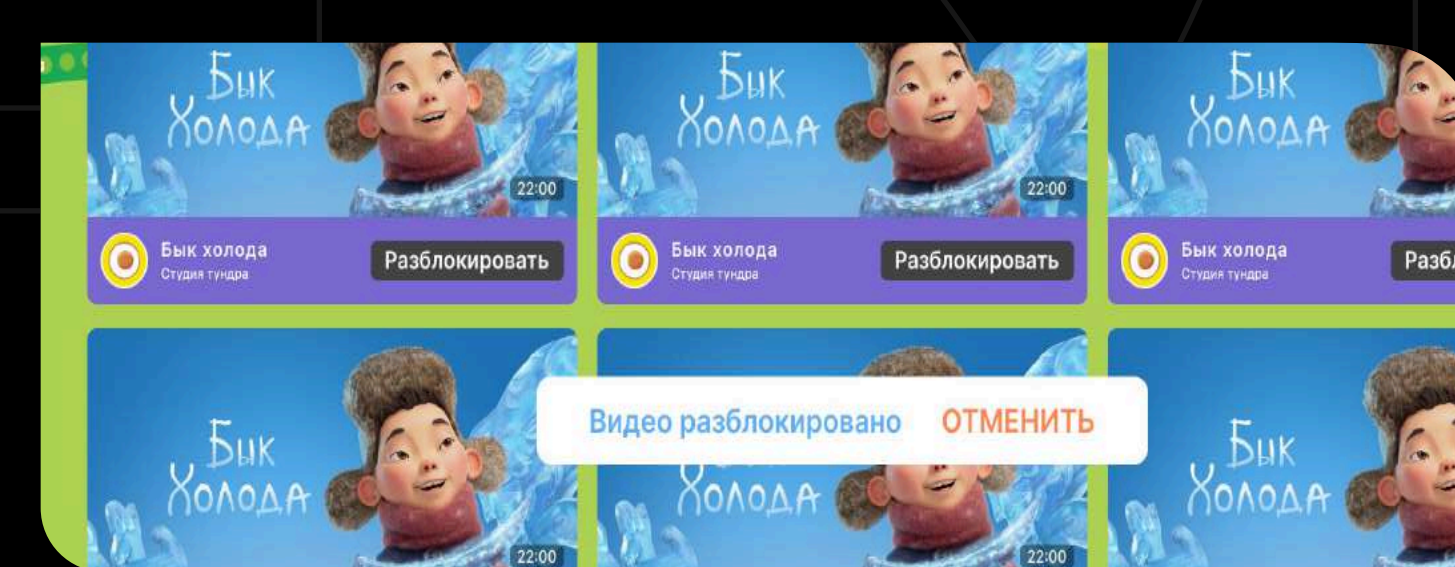 Бык
Холода
22:00
Бык холода
Студия тундра
Разблокировать
Бык
Холода
22:00
Бык холода
Студия тундра
Разблокировать
Бык
Холода
Бык холода
Студия тундра
Разбл
Бык
Холода
22:00
Видео разблокировано ОТМЕНИТЬ
Холода
22:00
Бык
Холода